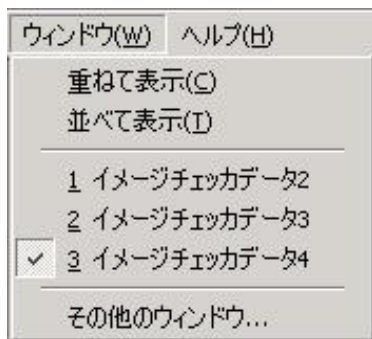 ウィンドウ(W) ヘルプ(H)
重ねて表示(C)
並べて表示(T)
1 イメージチェッカデータ2
2 イメージチェッカデータ3
3 イメージチェッカデータ4
その他のウィンドウ...